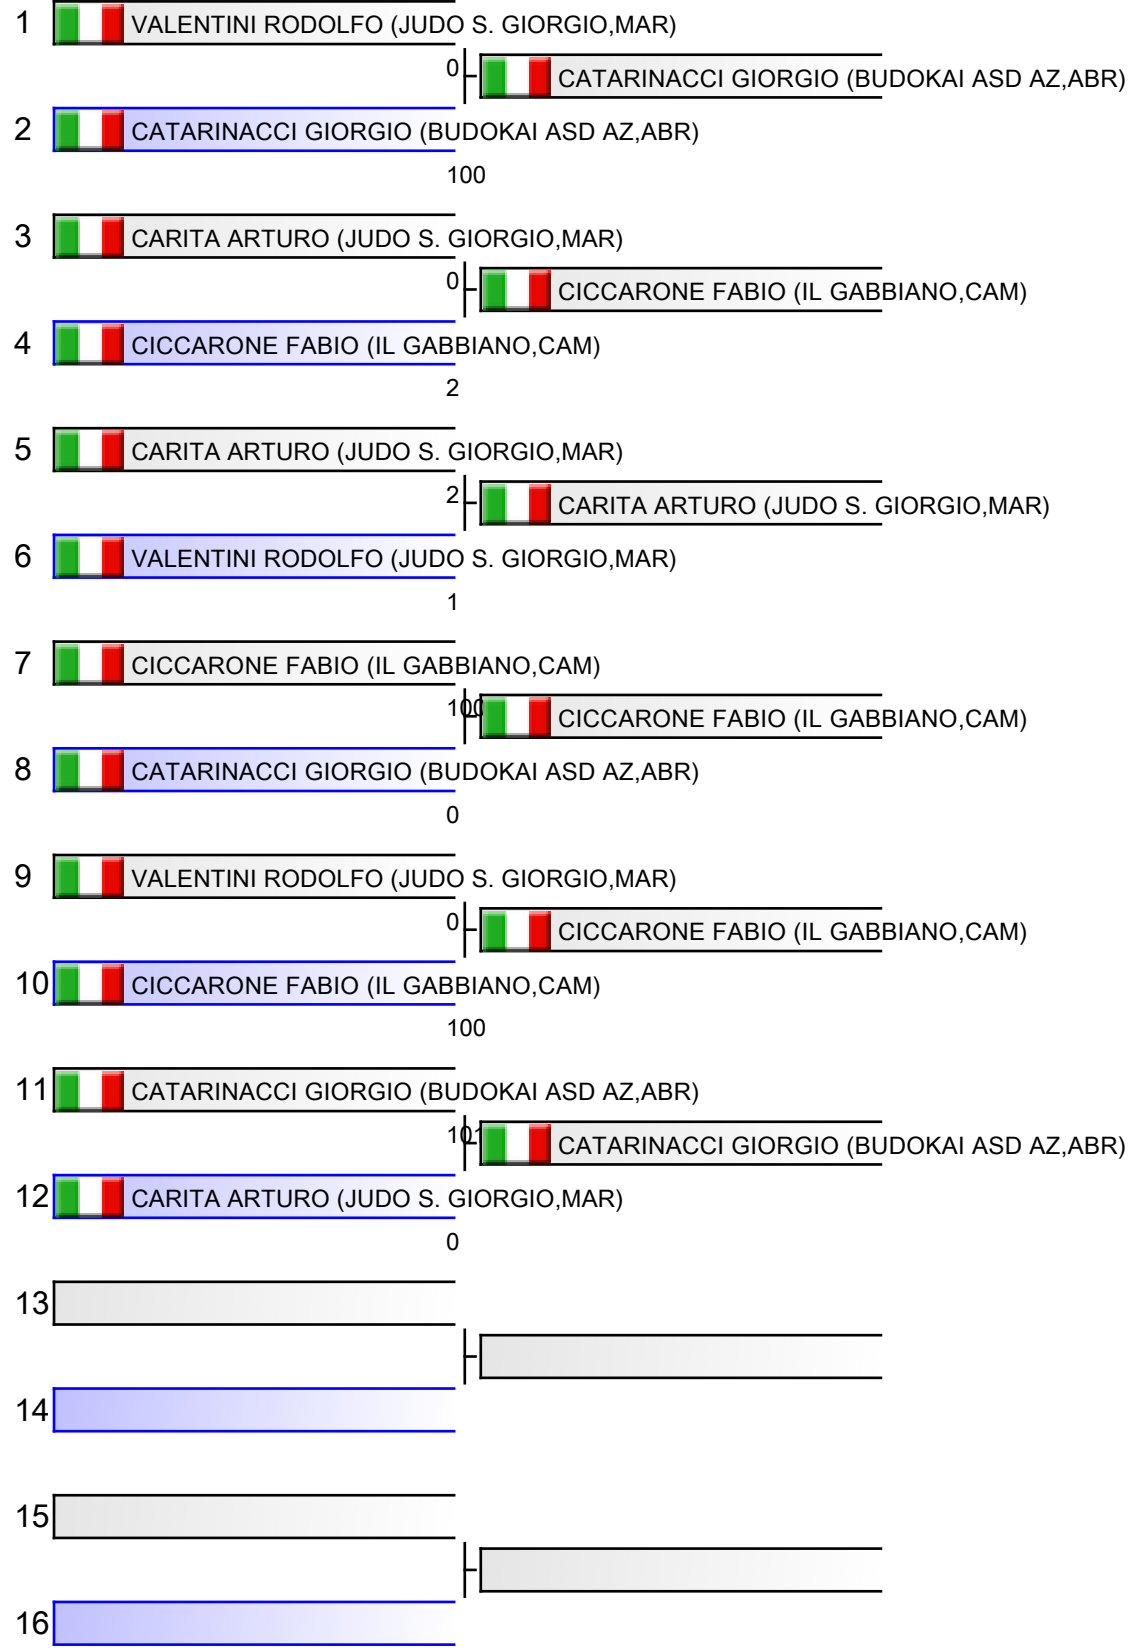 1 VALENTINI RODOLFO (JUDO S. GIORGIO,MAR)
0 CATARINACCI GIORGIO (BUDOKAI ASD AZ,ABR)
2 CATARINACCI GIORGIO (BUDOKAI ASD AZ,ABR)
100
3 CARITA ARTURO (JUDO S. GIORGIO,MAR)
0 CICCARONE FABIO (IL GABBIANO,CAM)
4 CICCARONE FABIO (IL GABBIANO,CAM)
2
5 CARITA ARTURO (JUDO S. GIORGIO,MAR)
2 CARITA ARTURO (JUDO S. GIORGIO,MAR)
6 VALENTINI RODOLFO (JUDO S. GIORGIO,MAR)
1
7 CICCARONE FABIO (IL GABBIANO,CAM)
100 CICCARONE FABIO (IL GABBIANO,CAM)
8 CATARINACCI GIORGIO (BUDOKAI ASD AZ,ABR)
0
9 VALENTINI RODOLFO (JUDO S. GIORGIO,MAR)
0 CICCARONE FABIO (IL GABBIANO,CAM)
10 CICCARONE FABIO (IL GABBIANO,CAM)
100
11 CATARINACCI GIORGIO (BUDOKAI ASD AZ,ABR)
101 CATARINACCI GIORGIO (BUDOKAI ASD AZ,ABR)
12 CARITA ARTURO (JUDO S. GIORGIO,MAR)
0
13
14
15
16